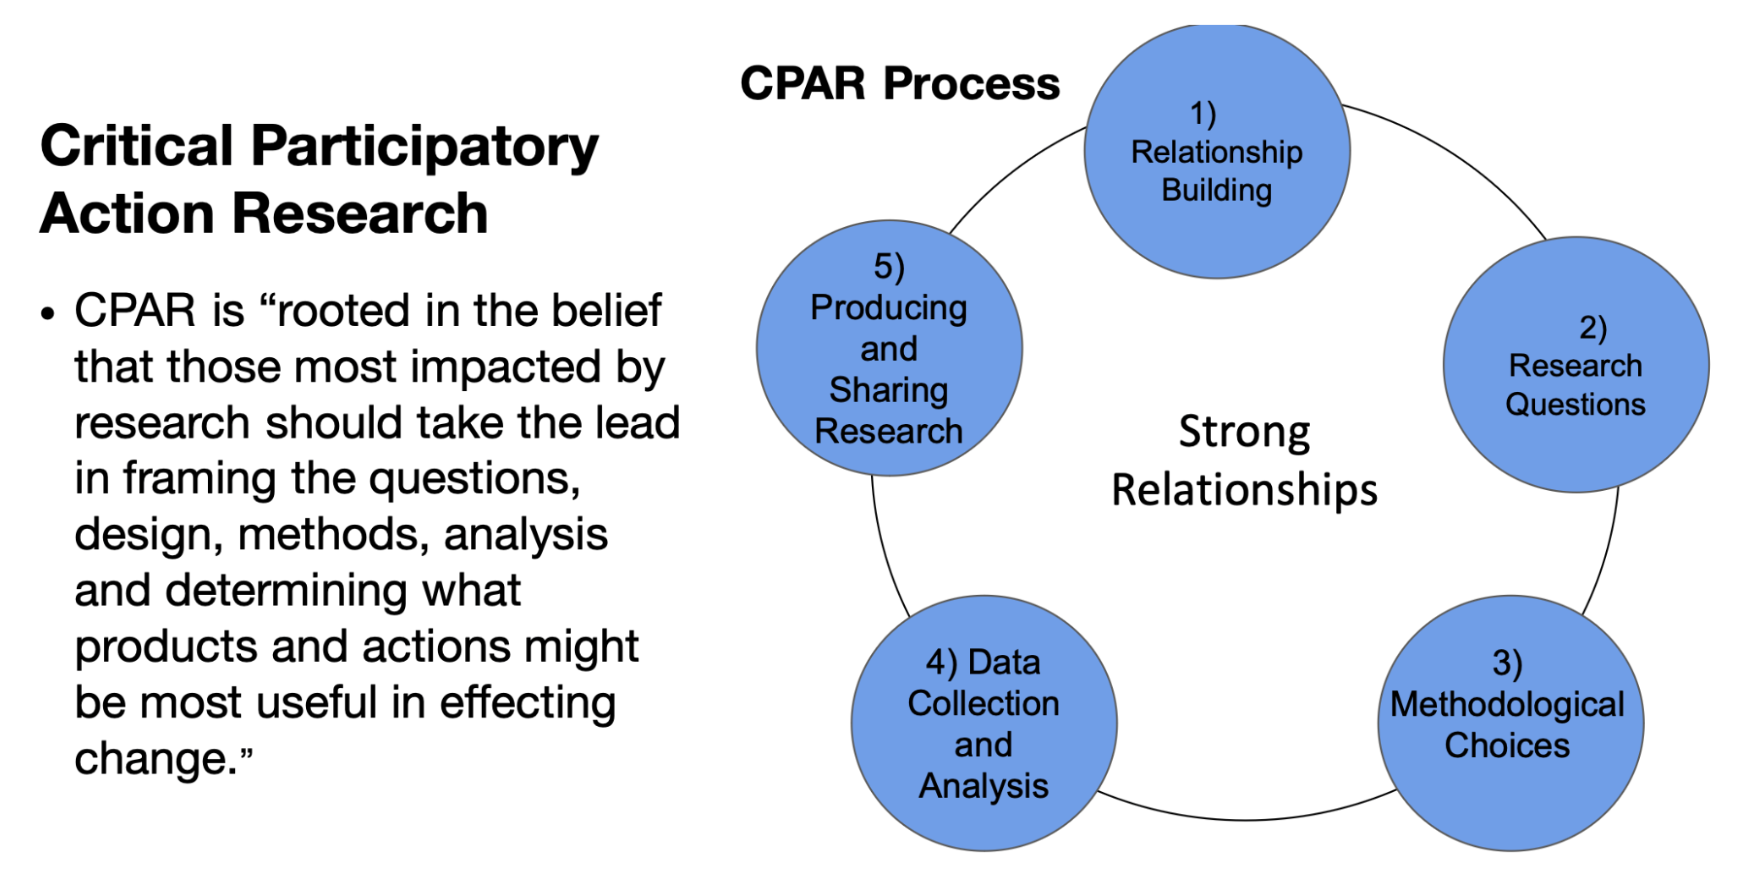 Critical Participatory
Action Research
• CPAR is “rooted in the belief
that those most impacted by
research should take the lead
in framing the questions,
design, methods, analysis
and determining what
products and actions might
be most useful in effecting
change.”
CPAR Process
1)
Relationship
Building
2)
Research
Questions
3)
Methodological
Choices
4) Data
Collection
and
Analysis
5)
Producing
and
Sharing
Research
Strong
Relationships